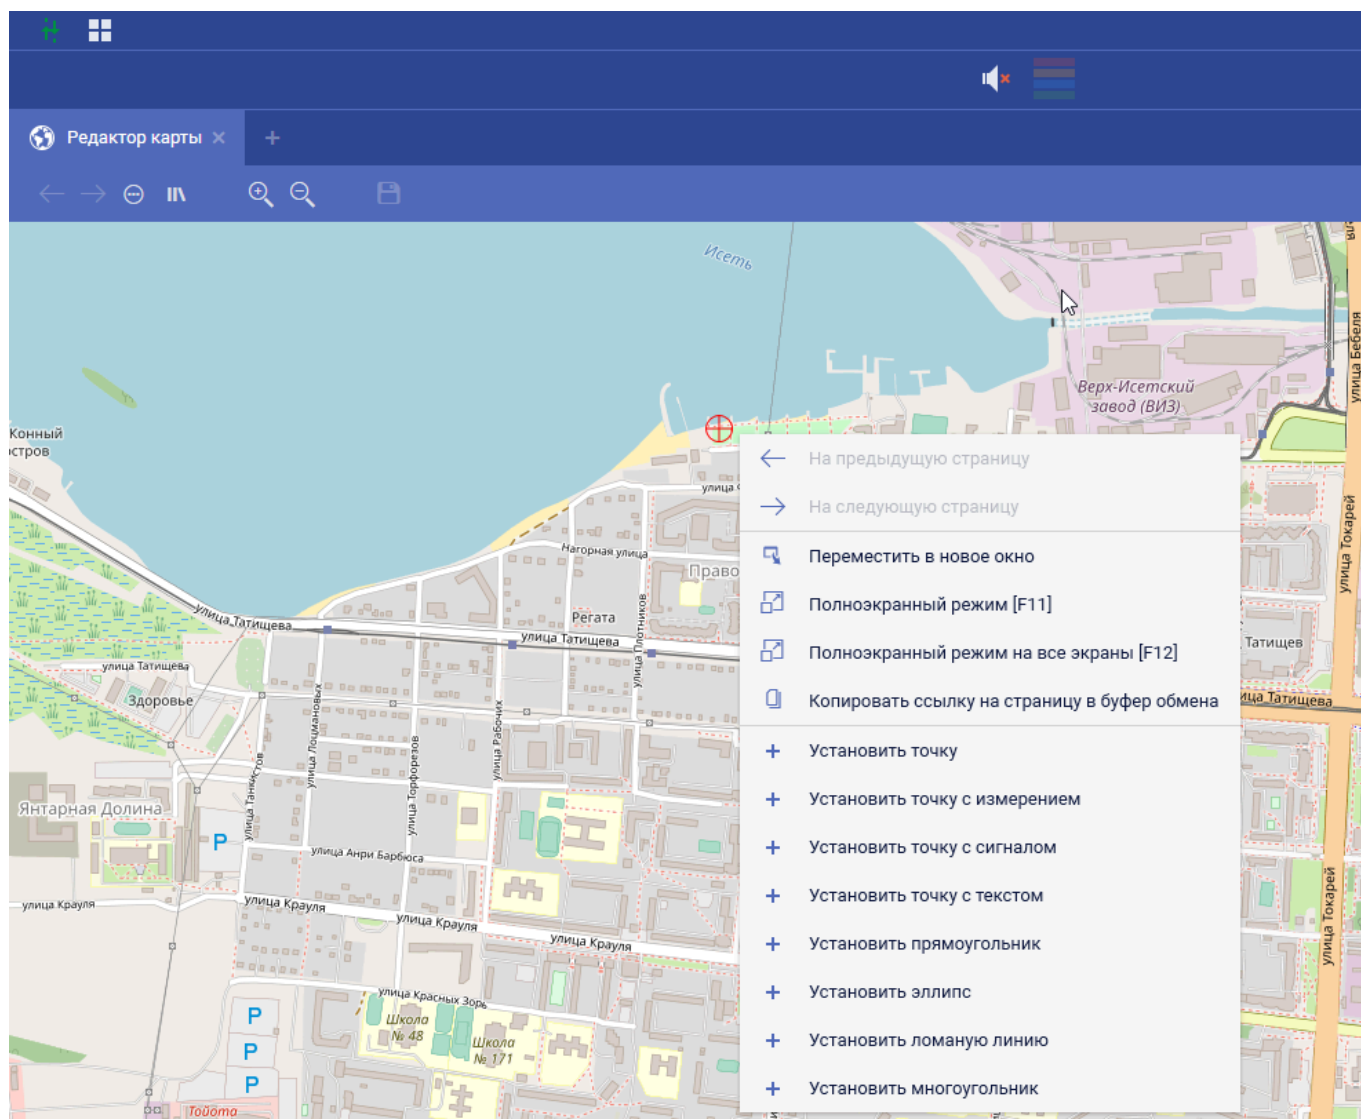 Редактор карты
Исеть
улица Бебеля
Верх-Исетский
завод (ВИЗ)
Конный
стров
На предыдущую страницу
улица
На следующую страницу
улица Токарей
Нагорная улица
Переместить в новое окно
Право
Полноэкранный режим [F11]
улица Татищева
Регата
улица Плотников
улица Татищева
Татищев
Полноэкранный режим на все экраны [F12]
улица Татищева
Здоровье
Копировать ссылку на страницу в буфер обмена
ица Татищева
улица Лоцмановых
улица Рабочих
улица Торфорезов
улица Танкистов
Установить точку
Янтарная Долина
Установить точку с измерением
P
Установить точку с сигналом
улица Анри Барбюса
улица Крауля
улица Крауля
Установить точку с текстом
улица Токарей
улица Крауля
улица Крауля
Установить прямоугольник
улица Красных Зорь
Установить эллипс
P
Школа
№ 48
Школа
№ 171
Установить ломаную линию
P
P
Установить многоугольник
Тойота